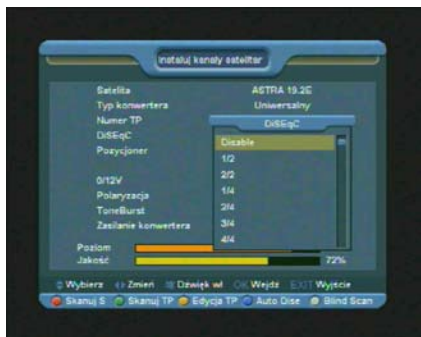 Instaluj kanały satelitar
Satelita ASTRA 19.2E
Typ konwertera Uniwersalny
Numer TP
DiSEqC DiSEqC
Pozycjoner Disable
1/2
0/12V 2/2
Polaryzacja 1/4
ToneBurst 2/4
Zasilanie konwertera 3/4
4/4
Poziom
Jakość 72%
Wybierz Zmień Dźwięk wł OK Wejdź EXIT Wyjście
Skanuj S Skanuj TP Edycja TP Auto Dise Blind Scan